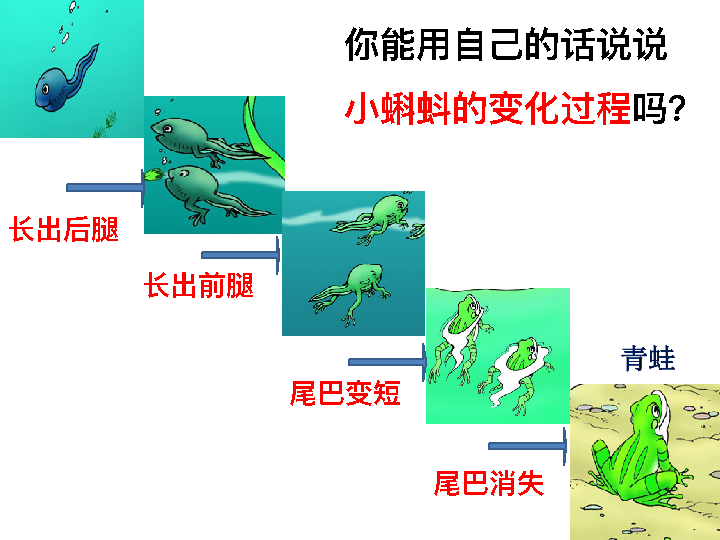 你能用自己的话说说
小蝌蚪的变化过程吗?
长出后腿
长出前腿
尾巴变短
青蛙
尾巴消失